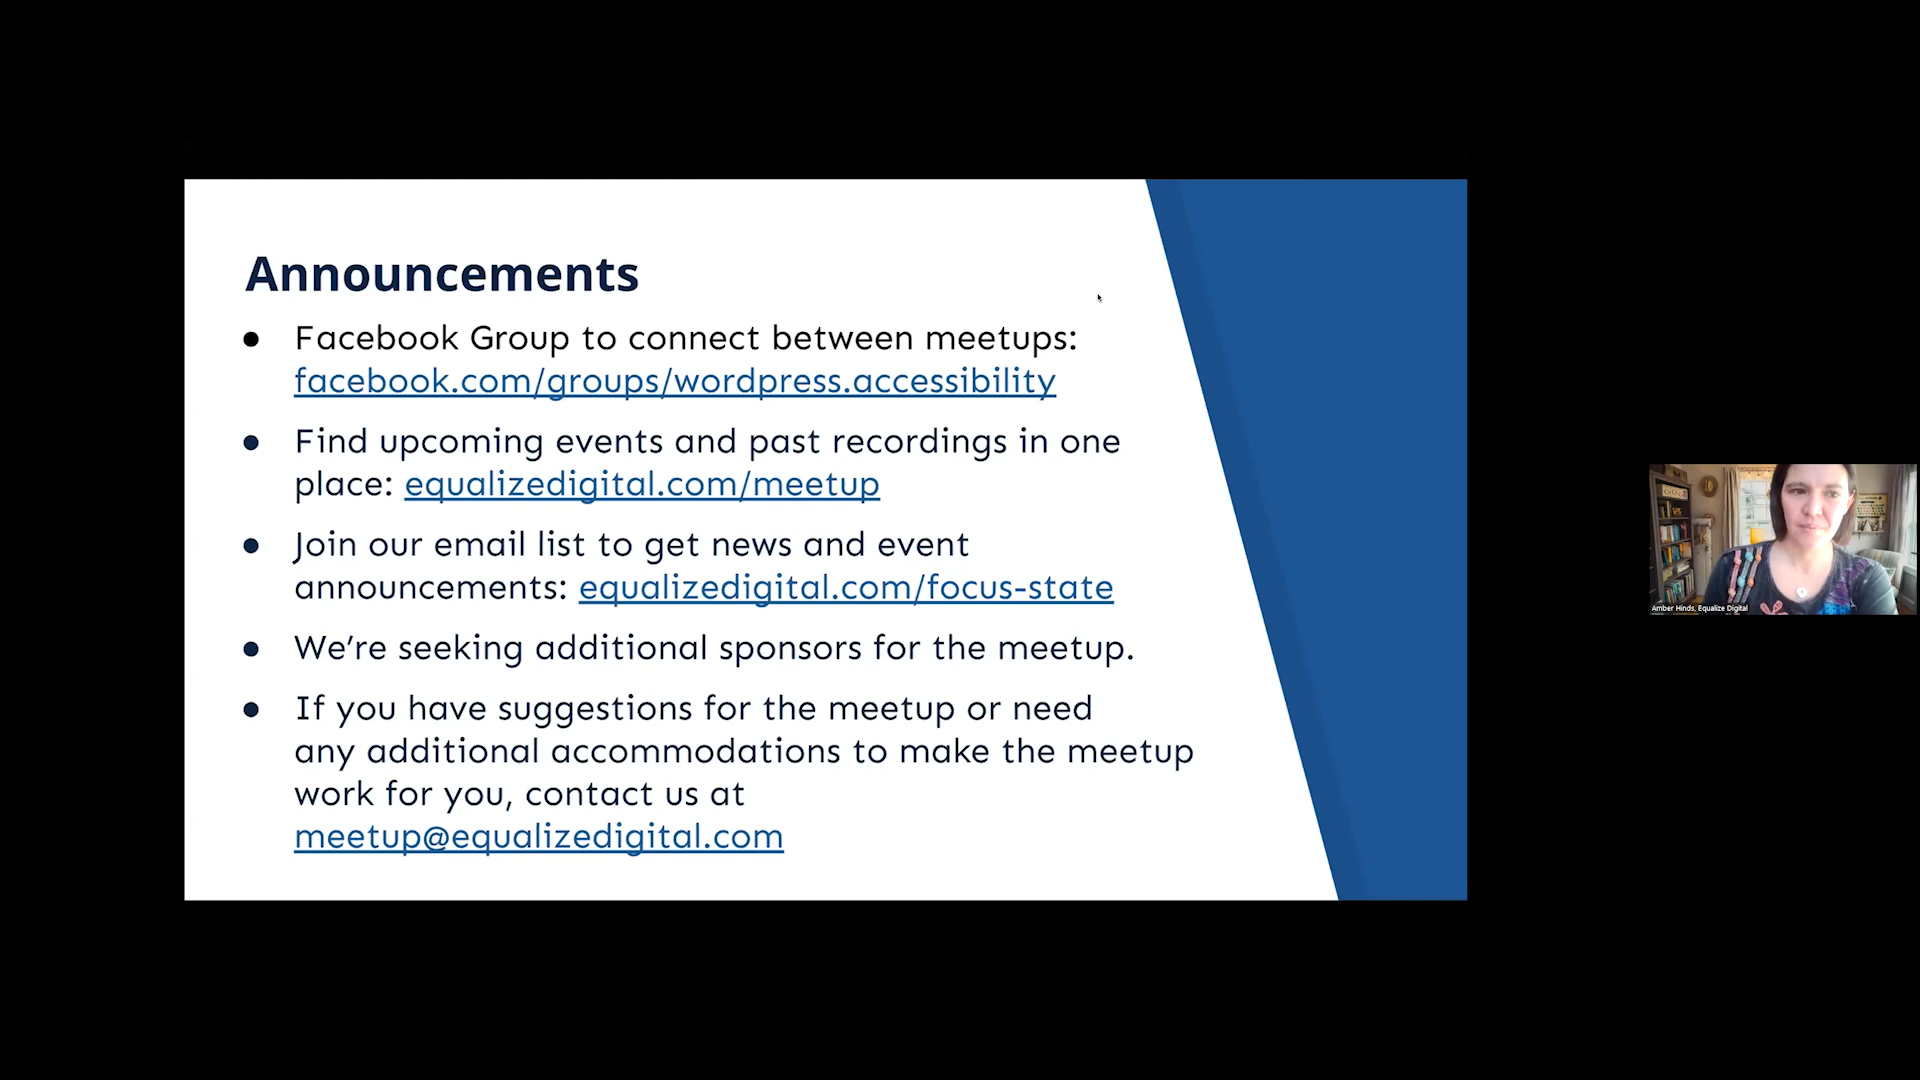 Announcements
● Facebook Group to connect between meetups:
facebook.com/groups/wordpress.accessibility
● Find upcoming events and past recordings in one
place: equalizedigital.com/meetup
● Join our email list to get news and event
announcements: equalizedigital.com/focus-state
● We’re seeking additional sponsors for the meetup.
● If you have suggestions for the meetup or need
any additional accommodations to make the meetup
work for you, contact us at
meetup@equalizedigital.com
Amber Hinds, Equalize Digital